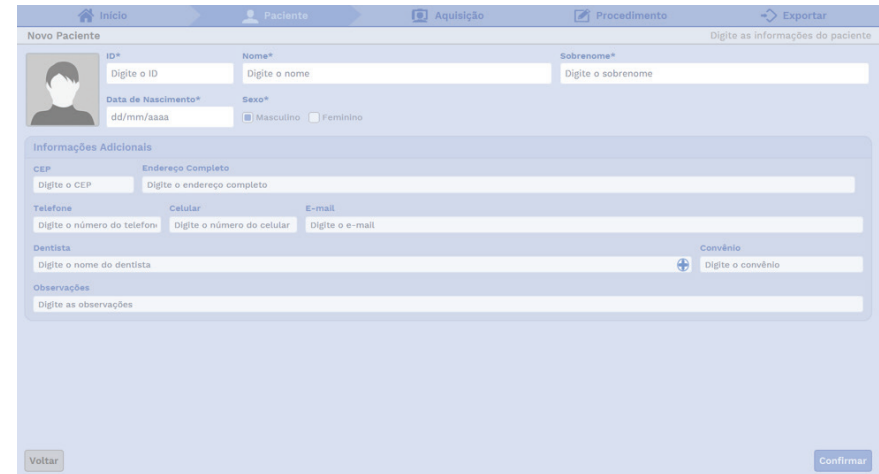 Início Paciente Aquisição Procedimento Exportar
Novo Paciente Digite as informações do paciente
ID* Nome* Sobrenome*
Digite o ID Digite o nome Digite o sobrenome
Data de Nascimento* Sexo*
dd/mm/aaaa Masculino Feminino
Informações Adicionais
CEP Endereço Completo
Digite o CEP Digite o endereço completo
Telefone Celular E-mail
Digite o número do telefon Digite o número do celular Digite o e-mail
Dentista Convênio
Digite o nome do dentista Digite o convênio
Observações
Digite as observações
Voltar Confirmar